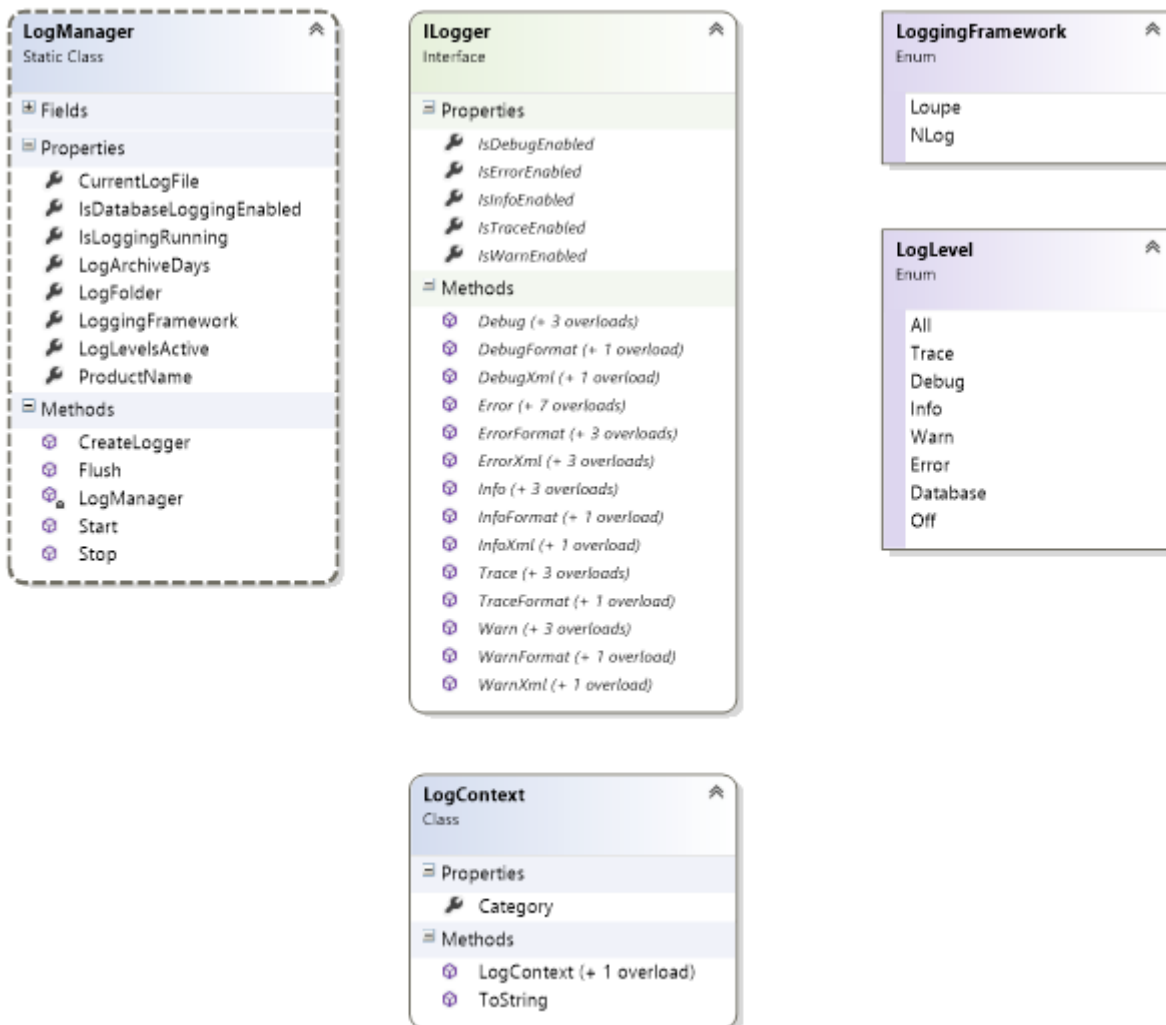 LogManager
Static Class
Fields
Properties
CurrentLogFile
IsDatabaseLoggingEnabled
IsLoggingRunning
LogArchiveDays
LogFolder
LoggingFramework
LogLevelsActive
ProductName
Methods
CreateLogger
Flush
LogManager
Start
Stop
ILogger
Interface
Properties
IsDebugEnabled
IsErrorEnabled
IsInfoEnabled
IsTraceEnabled
IsWarnEnabled
Methods
Debug (+ 3 overloads)
DebugFormat (+ 1 overload)
DebugXml (+ 1 overload)
Error (+ 7 overloads)
ErrorFormat (+ 3 overloads)
ErrorXml (+ 3 overloads)
Info (+ 3 overloads)
InfoFormat (+ 1 overload)
InfoXml (+ 1 overload)
Trace (+ 3 overloads)
TraceFormat (+ 1 overload)
Warn (+ 3 overloads)
WarnFormat (+ 1 overload)
WarnXml (+ 1 overload)
LogContext
Class
Properties
Category
Methods
LogContext (+ 1 overload)
ToString
LoggingFramework
Enum
Loupe
NLog
LogLevel
Enum
All
Trace
Debug
Info
Warn
Error
Database
Off